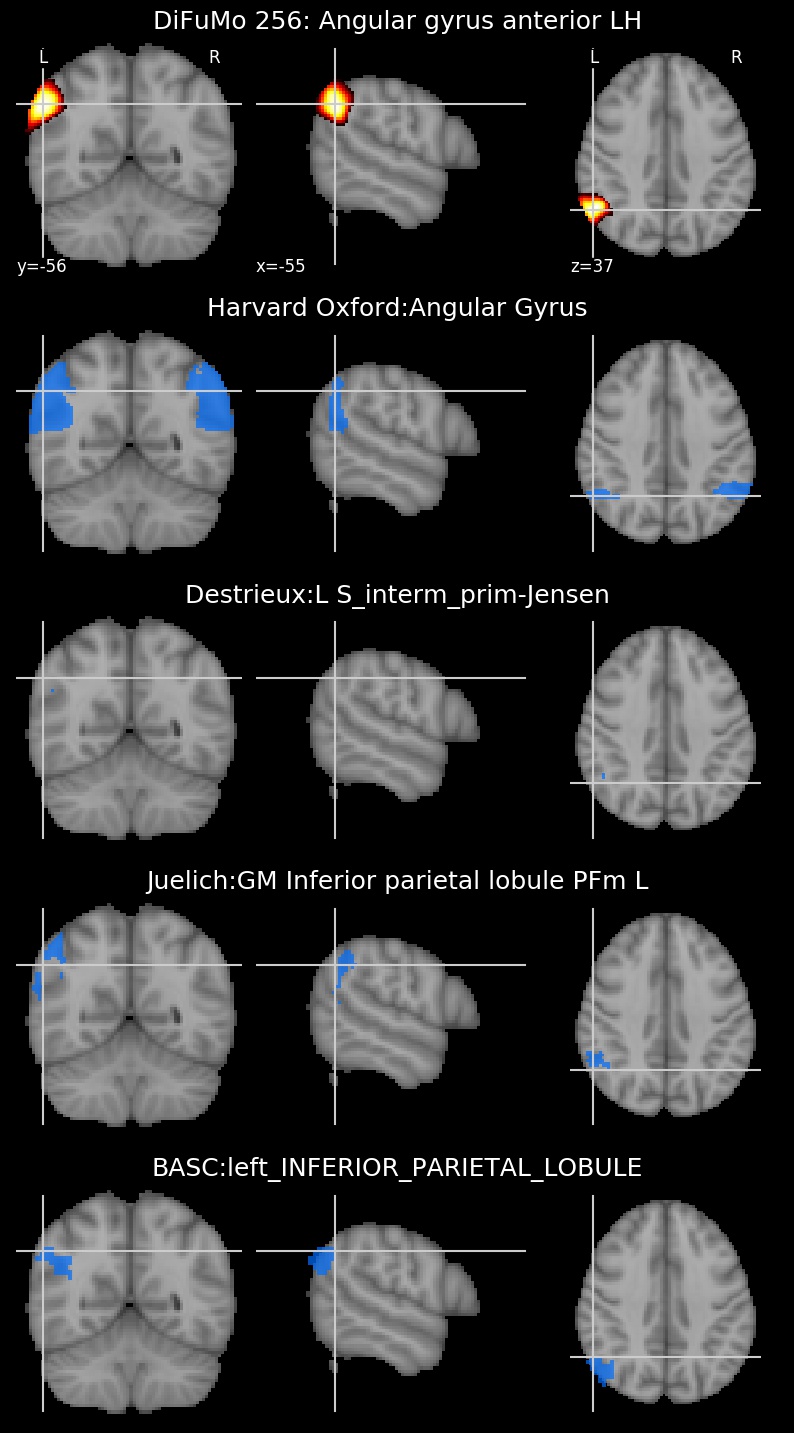 DiFuMo 256: Angular gyrus anterior LH
L R L R
y=-56 x=-55 z=37
Harvard Oxford:Angular Gyrus
Destrieux:L S_interm_prim-Jensen
Juelich:GM Inferior parietal lobule PFm L
BASC:left_INFERIOR_PARIETAL_LOBULE